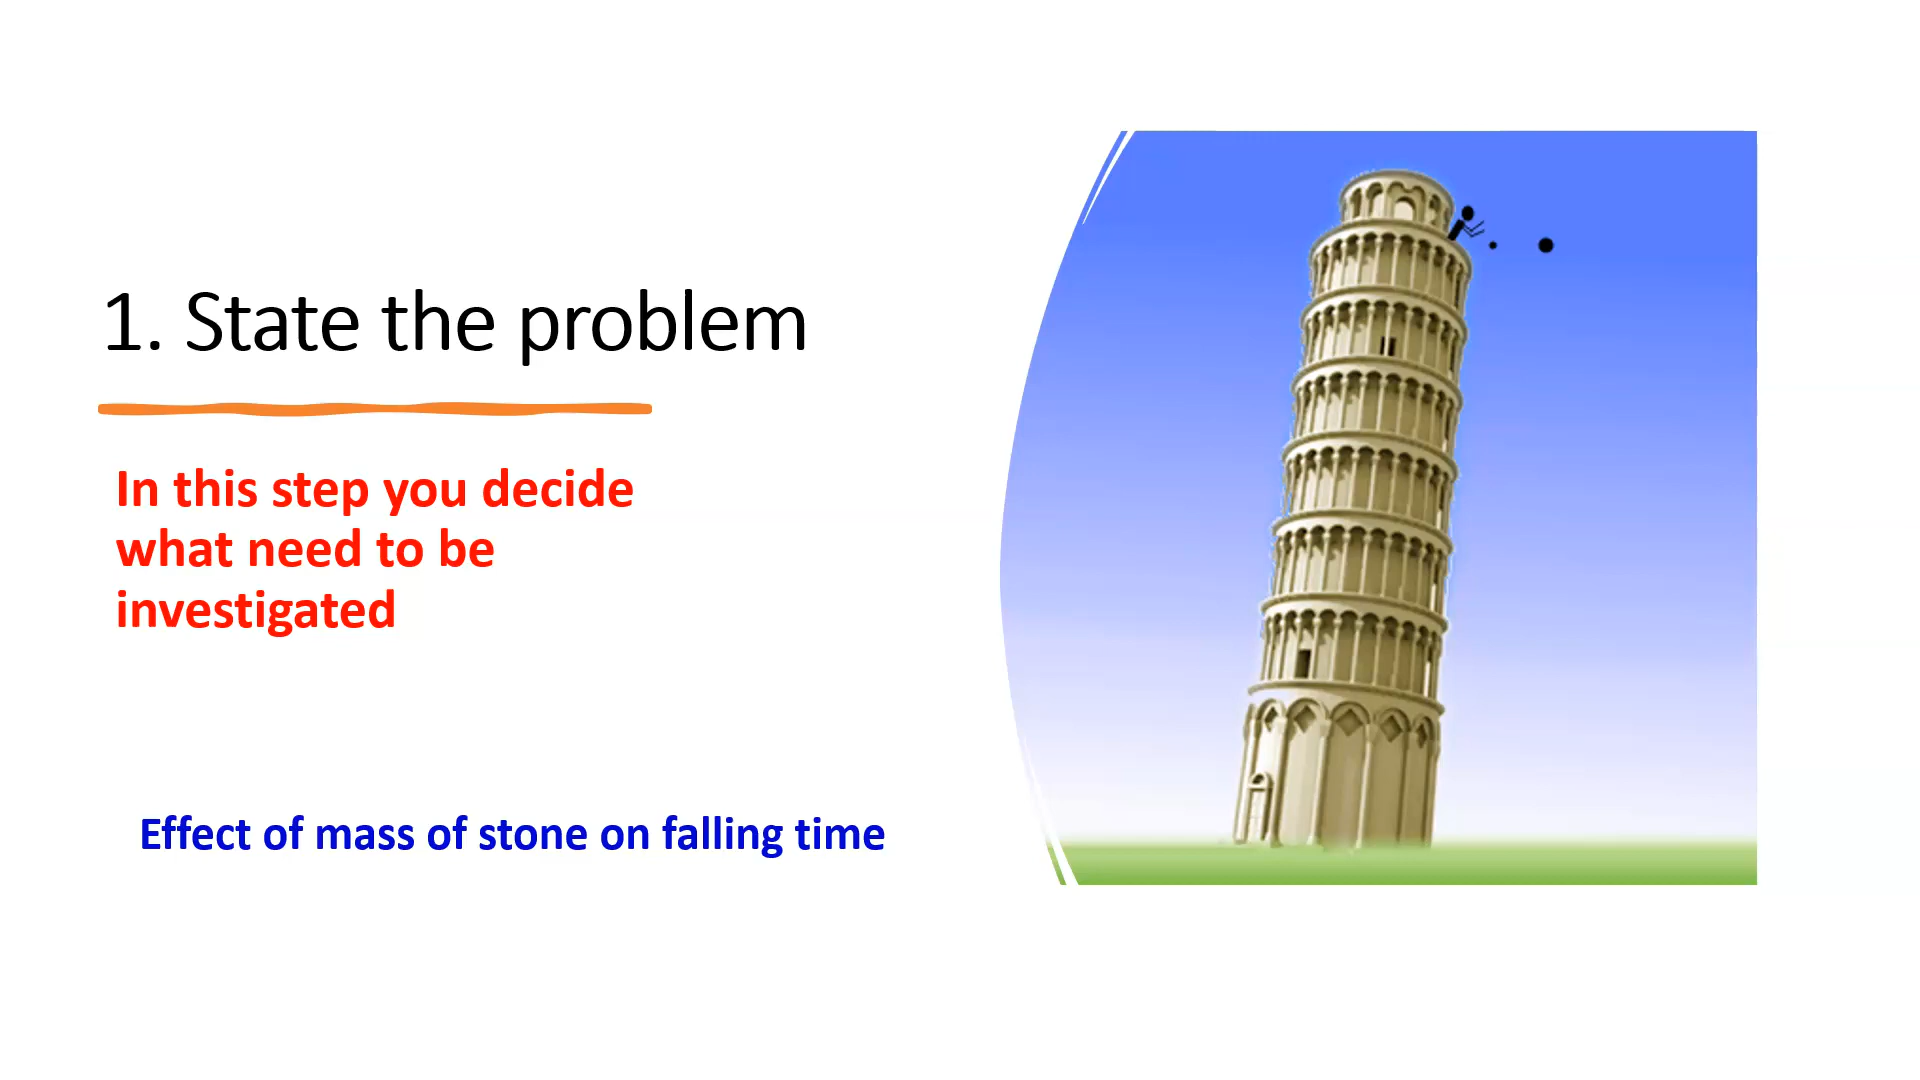 1. State the problem
In this step you decide
what need to be
investigated
Effect of mass of stone on falling time